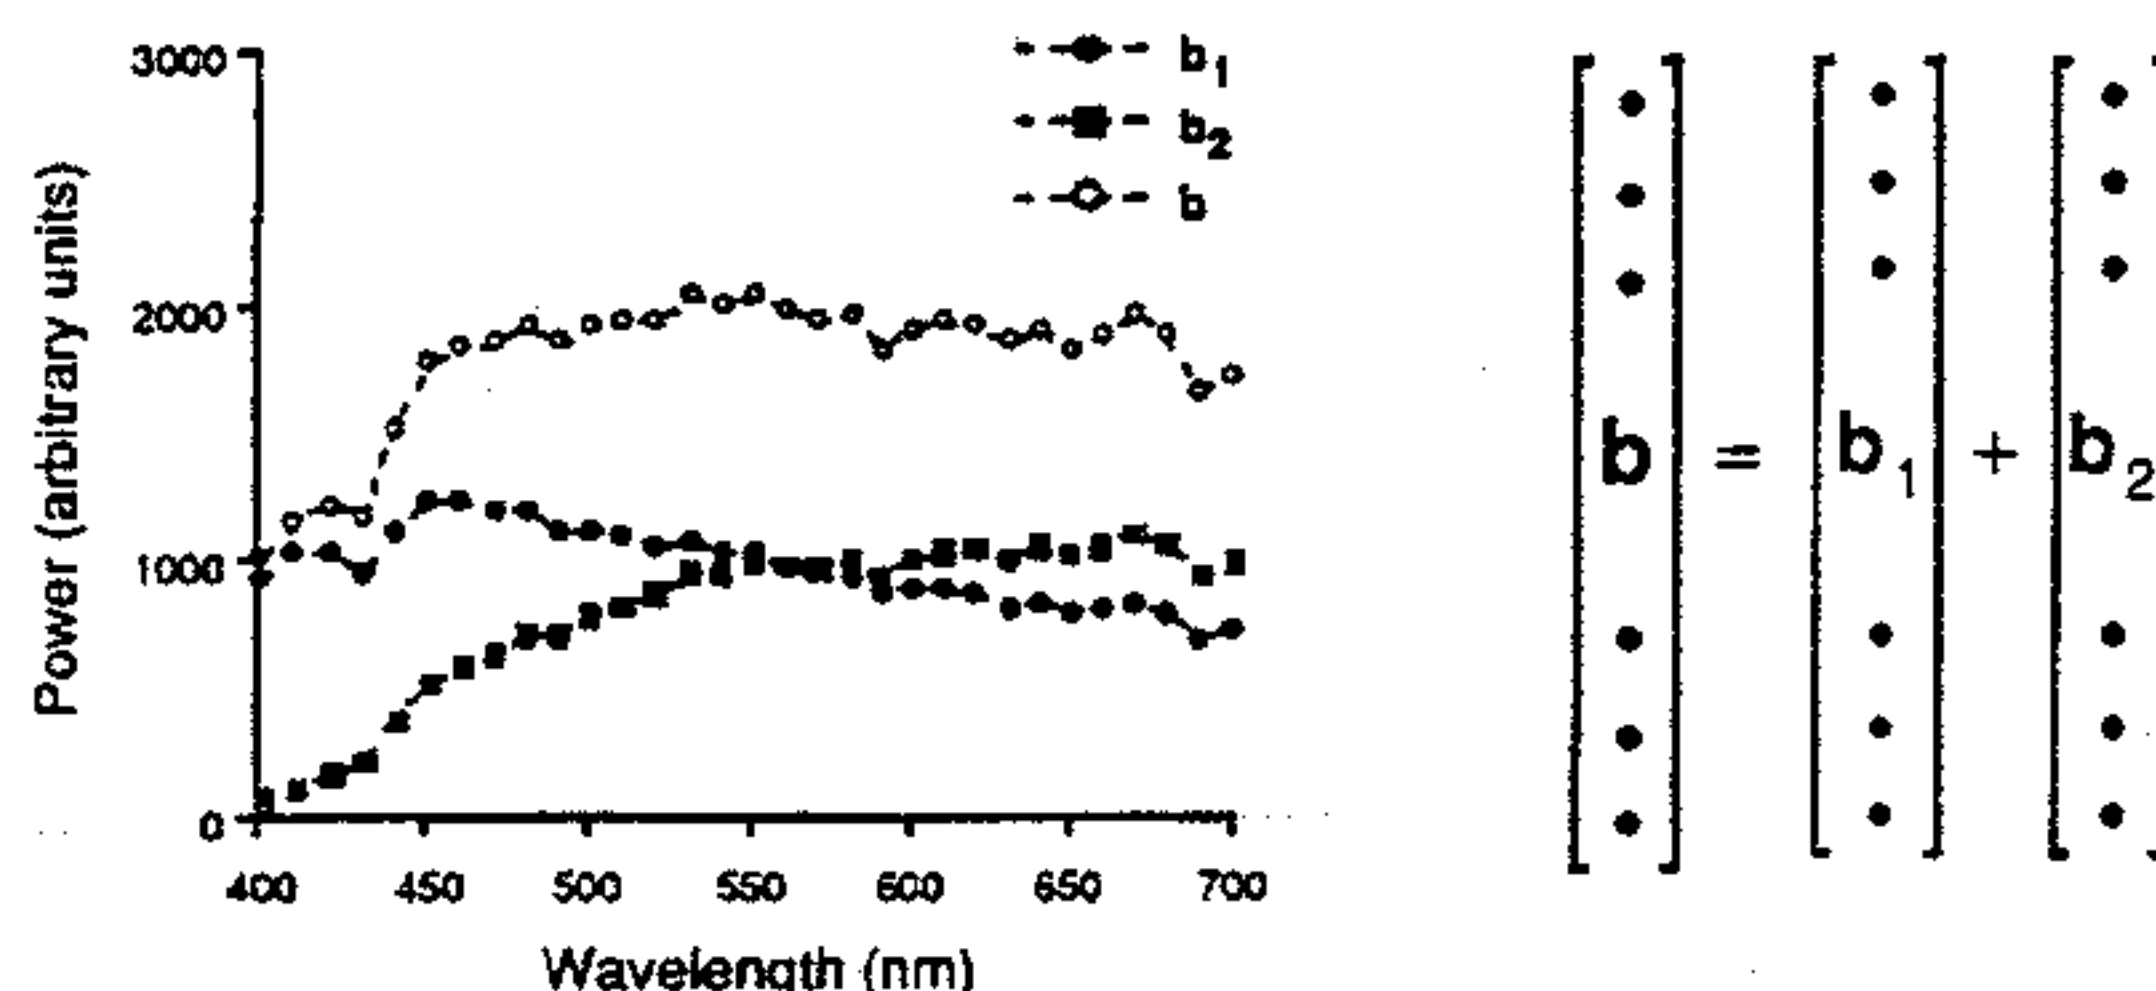 b1
b2
b
3000
2000
1000
0
400 450 500 550 600 650 700
Wavelength (nm)
Power (arbitrary units)
b = b1 + b2